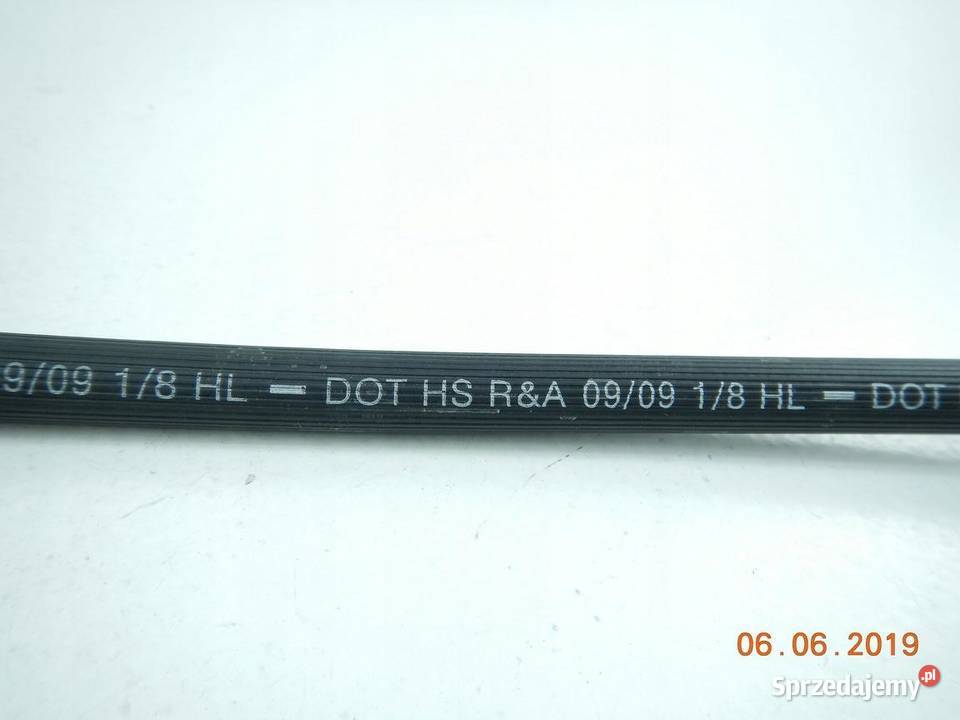 9/09 1/8 HL — DOT HS R&A 09/09 1/8 HL — DOT
06.06.2019
Sprzedajemy.pl